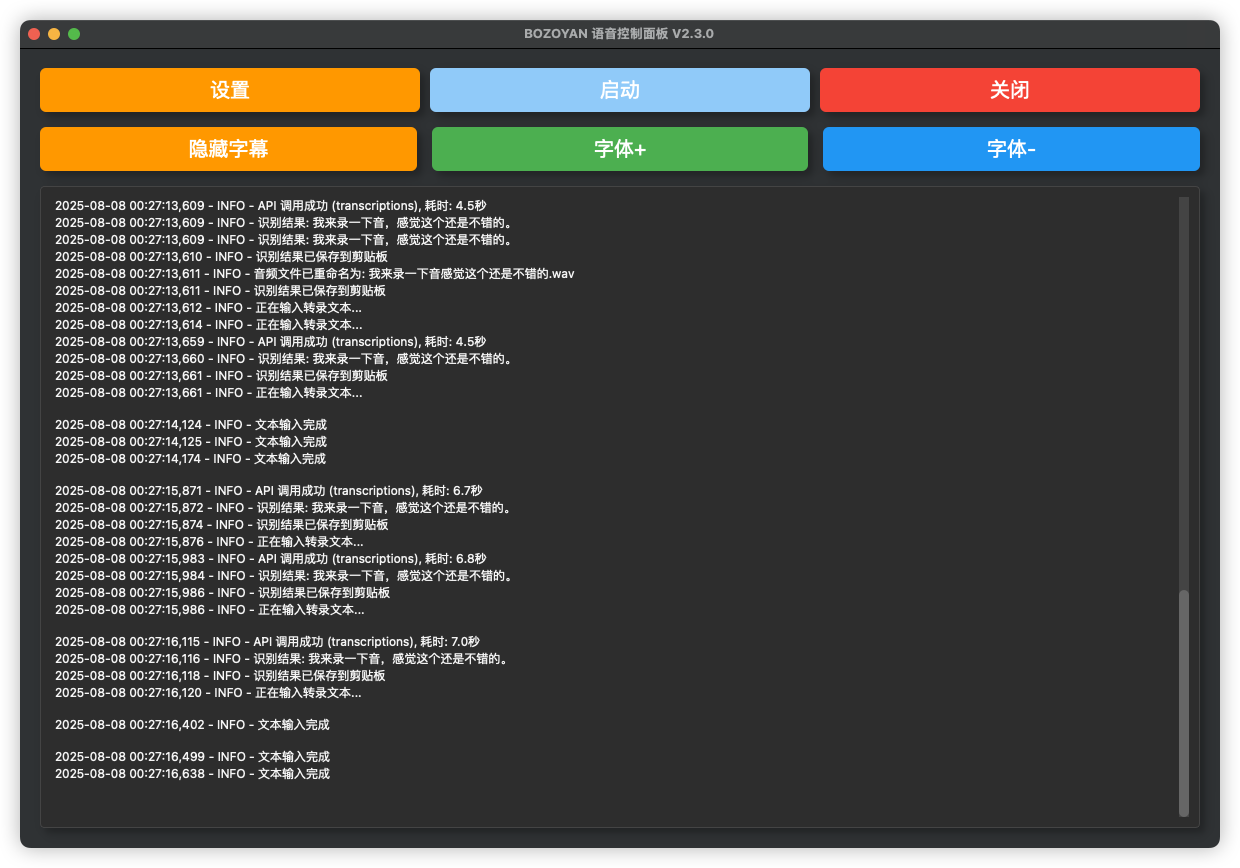 BOZOYAN 语音控制面板 V2.3.0
设置 启动 关闭
隐藏字幕 字体+ 字体-
2025-08-08 00:27:13,609 - INFO - API 调用成功 (transcriptions), 耗时: 4.5秒
2025-08-08 00:27:13,609 - INFO - 识别结果: 我来录一下音，感觉这个还是不错的。
2025-08-08 00:27:13,609 - INFO - 识别结果: 我来录一下音，感觉这个还是不错的。
2025-08-08 00:27:13,610 - INFO - 识别结果已保存到剪贴板
2025-08-08 00:27:13,611 - INFO - 音频文件已重命名为: 我来录一下音感觉这个还是不错的.wav
2025-08-08 00:27:13,611 - INFO - 识别结果已保存到剪贴板
2025-08-08 00:27:13,612 - INFO - 正在输入转录文本...
2025-08-08 00:27:13,614 - INFO - 正在输入转录文本...
2025-08-08 00:27:13,659 - INFO - API 调用成功 (transcriptions), 耗时: 4.5秒
2025-08-08 00:27:13,660 - INFO - 识别结果: 我来录一下音，感觉这个还是不错的。
2025-08-08 00:27:13,661 - INFO - 识别结果已保存到剪贴板
2025-08-08 00:27:13,661 - INFO - 正在输入转录文本...
2025-08-08 00:27:14,124 - INFO - 文本输入完成
2025-08-08 00:27:14,125 - INFO - 文本输入完成
2025-08-08 00:27:14,174 - INFO - 文本输入完成
2025-08-08 00:27:15,871 - INFO - API 调用成功 (transcriptions), 耗时: 6.7秒
2025-08-08 00:27:15,872 - INFO - 识别结果: 我来录一下音，感觉这个还是不错的。
2025-08-08 00:27:15,874 - INFO - 识别结果已保存到剪贴板
2025-08-08 00:27:15,876 - INFO - 正在输入转录文本...
2025-08-08 00:27:15,983 - INFO - API 调用成功 (transcriptions), 耗时: 6.8秒
2025-08-08 00:27:15,984 - INFO - 识别结果: 我来录一下音，感觉这个还是不错的。
2025-08-08 00:27:15,986 - INFO - 识别结果已保存到剪贴板
2025-08-08 00:27:15,986 - INFO - 正在输入转录文本...
2025-08-08 00:27:16,115 - INFO - API 调用成功 (transcriptions), 耗时: 7.0秒
2025-08-08 00:27:16,116 - INFO - 识别结果: 我来录一下音，感觉这个还是不错的。
2025-08-08 00:27:16,118 - INFO - 识别结果已保存到剪贴板
2025-08-08 00:27:16,120 - INFO - 正在输入转录文本...
2025-08-08 00:27:16,402 - INFO - 文本输入完成
2025-08-08 00:27:16,499 - INFO - 文本输入完成
2025-08-08 00:27:16,638 - INFO - 文本输入完成